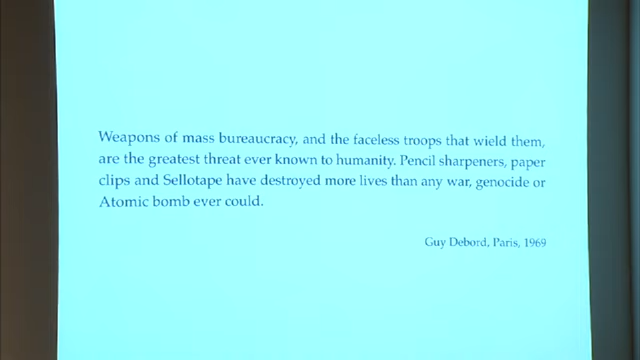 Weapons of mass bureaucracy, and the faceless troops that wield them,
are the greatest threat ever known to humanity. Pencil sharpeners, paper
clips and Sellotape have destroyed more lives than any war, genocide or
Atomic bomb ever could.
Guy Debord, Paris, 1969